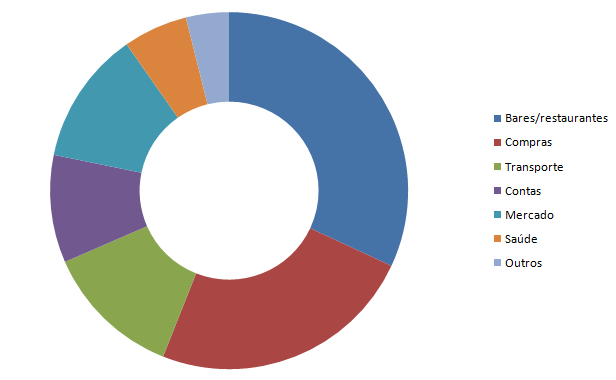 Bares/restaurantes
Compras
Transporte
Contas
Mercado
Saúde
Outros